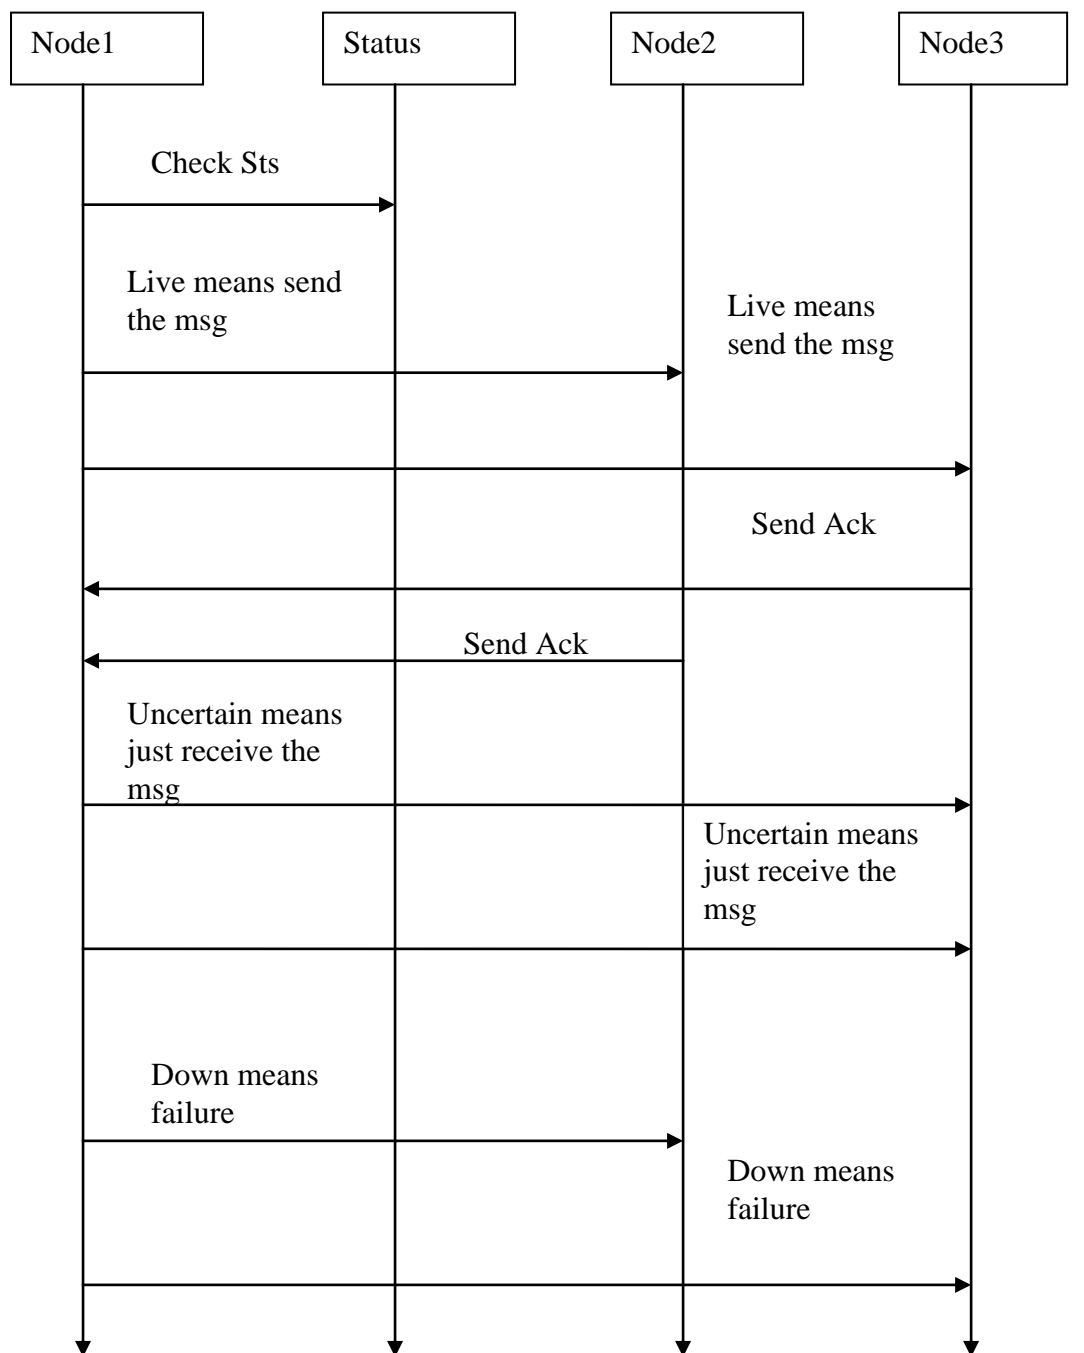 Node1
Status
Node2
Node3
Check Sts
Live means send
the msg
Live means
send the msg
Send Ack
Send Ack
Uncertain means
just receive the
msg
Uncertain means
just receive the
msg
Down means
failure
Down means
failure